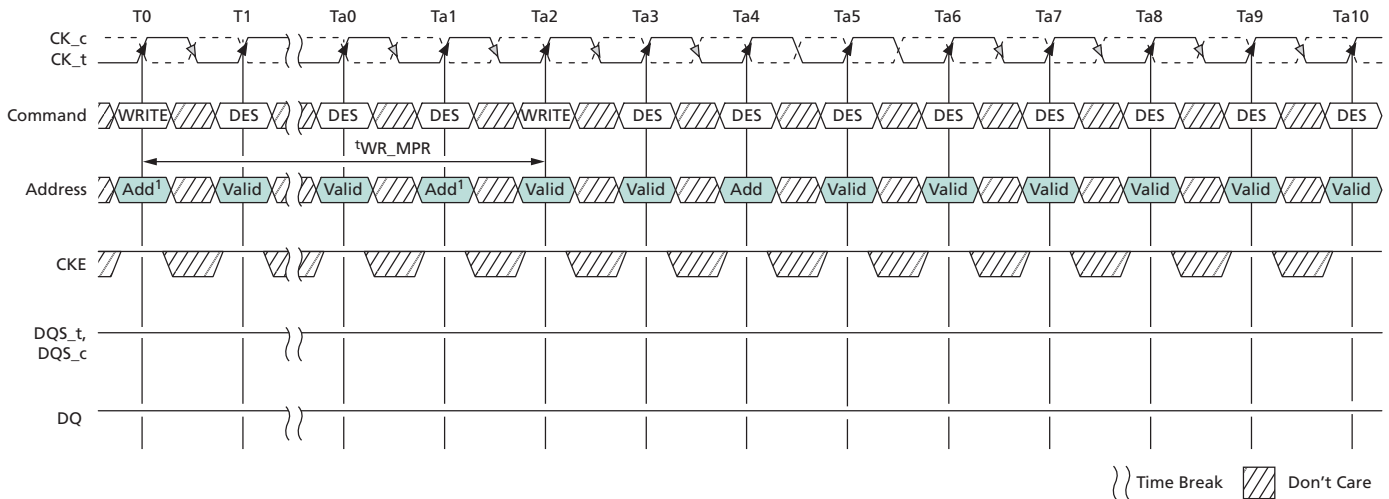 T0 T1 Ta0 Ta1 Ta2 Ta3 Ta4 Ta5 Ta6 Ta7 Ta8 Ta9 Ta10
CK_c
CK_t
Command WRITE DES DES DES WRITE DES DES DES DES DES DES DES DES
tWR_MPR
Address Add1 Valid Valid Add1 Valid Valid Add Valid Valid Valid Valid Valid Valid
CKE
DQS_t,
DQS_c
DQ
Time Break Don't Care